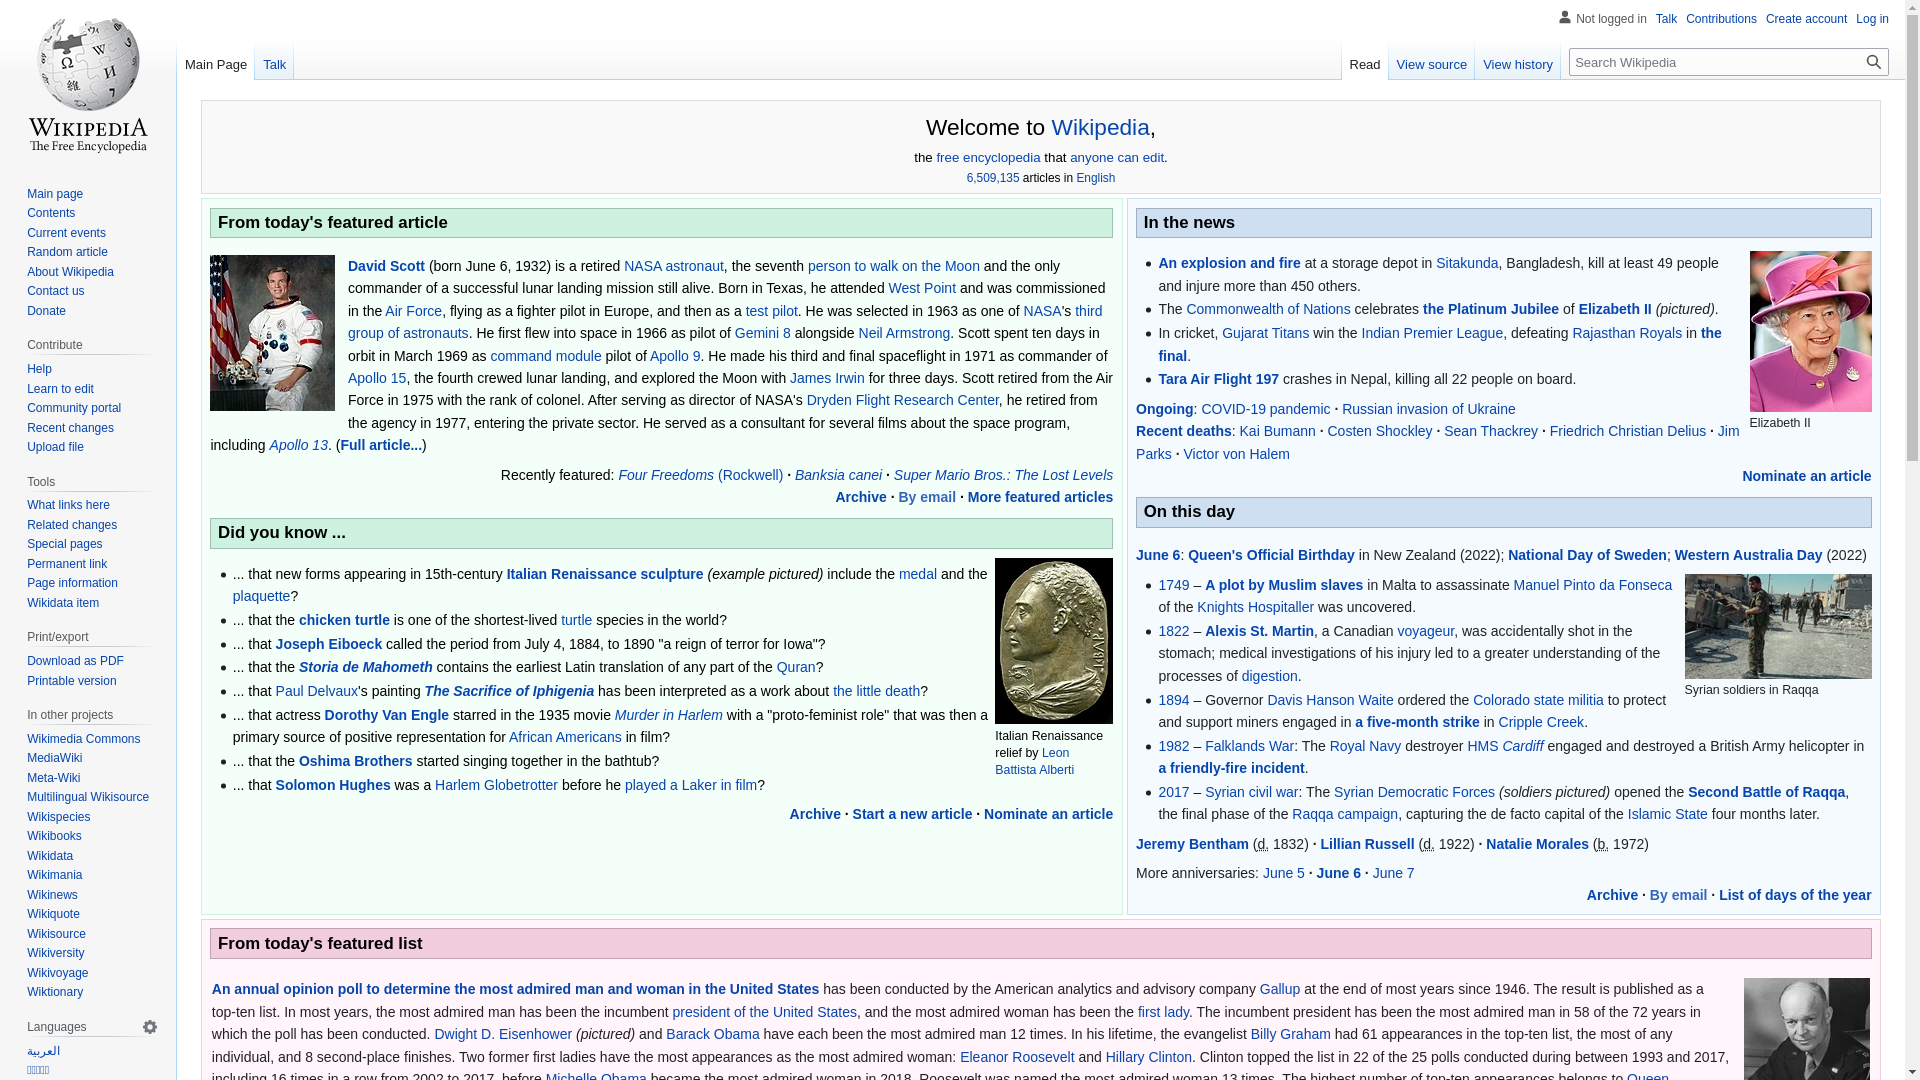 Not logged in
Talk
Contributions
Create account
Log in
Main Page
Talk
Read
View source
View history
Search Wikipedia
WIKIPEDIA
The Free Encyclopedia
Main page
Contents
Current events
Random article
About Wikipedia
Contact us
Donate
Contribute
Help
Learn to edit
Community portal
Recent changes
Upload file
Tools
What links here
Related changes
Special pages
Permanent link
Page information
Wikidata item
Print/export
Download as PDF
Printable version
In other projects
Wikimedia Commons
MediaWiki
Meta-Wiki
Multilingual Wikisource
Wikispecies
Wikibooks
Wikidata
Wikimania
Wikinews
Wikiquote
Wikisource
Wikiversity
Wikivoyage
Wiktionary
Languages
العربية
Welcome to Wikipedia,
the free encyclopedia that anyone can edit.
6,509,135 articles in English
From today's featured article
David Scott (born June 6, 1932) is a retired NASA astronaut, the seventh person to walk on the Moon and the only
commander of a successful lunar landing mission still alive. Born in Texas, he attended West Point and was commissioned
in the Air Force, flying as a fighter pilot in Europe, and then as a test pilot. He was selected in 1963 as one of NASA's third
group of astronauts. He first flew into space in 1966 as pilot of Gemini 8 alongside Neil Armstrong. Scott spent ten days in
orbit in March 1969 as command module pilot of Apollo 9. He made his third and final spaceflight in 1971 as commander of
Apollo 15, the fourth crewed lunar landing, and explored the Moon with James Irwin for three days. Scott retired from the Air
Force in 1975 with the rank of colonel. After serving as director of NASA's Dryden Flight Research Center, he retired from
the agency in 1977, entering the private sector. He served as a consultant for several films about the space program,
including Apollo 13. (Full article...)
Recently featured: Four Freedoms (Rockwell) · Banksia canei · Super Mario Bros.: The Lost Levels
Archive · By email · More featured articles
Did you know ...
... that new forms appearing in 15th-century Italian Renaissance sculpture (example pictured) include the medal and the
plaquette?
... that the chicken turtle is one of the shortest-lived turtle species in the world?
... that Joseph Eiboeck called the period from July 4, 1884, to 1890 "a reign of terror for Iowa"?
... that the Storia de Mahometh contains the earliest Latin translation of any part of the Quran?
... that Paul Delvaux's painting The Sacrifice of Iphigenia has been interpreted as a work about the little death?
... that actress Dorothy Van Engle starred in the 1935 movie Murder in Harlem with a "proto-feminist role" that was then a
primary source of positive representation for African Americans in film?
... that the Oshima Brothers started singing together in the bathtub?
... that Solomon Hughes was a Harlem Globetrotter before he played a Laker in film?
Italian Renaissance
relief by Leon
Battista Alberti
Archive · Start a new article · Nominate an article
In the news
An explosion and fire at a storage depot in Sitakunda, Bangladesh, kill at least 49 people
and injure more than 450 others.
The Commonwealth of Nations celebrates the Platinum Jubilee of Elizabeth II (pictured).
In cricket, Gujarat Titans win the Indian Premier League, defeating Rajasthan Royals in the
final.
Tara Air Flight 197 crashes in Nepal, killing all 22 people on board.
Elizabeth II
Ongoing: COVID-19 pandemic · Russian invasion of Ukraine
Recent deaths: Kai Bumann · Costen Shockley · Sean Thackrey · Friedrich Christian Delius · Jim
Parks · Victor von Halem
Nominate an article
On this day
June 6: Queen's Official Birthday in New Zealand (2022); National Day of Sweden; Western Australia Day (2022)
1749 – A plot by Muslim slaves in Malta to assassinate Manuel Pinto da Fonseca
of the Knights Hospitaller was uncovered.
1822 – Alexis St. Martin, a Canadian voyageur, was accidentally shot in the
stomach; medical investigations of his injury led to a greater understanding of the
processes of digestion.
1894 – Governor Davis Hanson Waite ordered the Colorado state militia to protect
and support miners engaged in a five-month strike in Cripple Creek.
1982 – Falklands War: The Royal Navy destroyer HMS Cardiff engaged and destroyed a British Army helicopter in
a friendly-fire incident.
2017 – Syrian civil war: The Syrian Democratic Forces (soldiers pictured) opened the Second Battle of Raqqa,
the final phase of the Raqqa campaign, capturing the de facto capital of the Islamic State four months later.
Syrian soldiers in Raqqa
Jeremy Bentham (d. 1832) · Lillian Russell (d. 1922) · Natalie Morales (b. 1972)
More anniversaries: June 5 · June 6 · June 7
Archive · By email · List of days of the year
From today's featured list
An annual opinion poll to determine the most admired man and woman in the United States has been conducted by the American analytics and advisory company Gallup at the end of most years since 1946. The result is published as a
top-ten list. In most years, the most admired man has been the incumbent president of the United States, and the most admired woman has been the first lady. The incumbent president has been the most admired man in 58 of the 72 years in
which the poll has been conducted. Dwight D. Eisenhower (pictured) and Barack Obama have each been the most admired man 12 times. In his lifetime, the evangelist Billy Graham had 61 appearances in the top-ten list, the most of any
individual, and 8 second-place finishes. Two former first ladies have the most appearances as the most admired woman: Eleanor Roosevelt and Hillary Clinton. Clinton topped the list in 22 of the 25 polls conducted during between 1993 and 2017,
including 16 times in a row from 2002 to 2017, before Michelle Obama became the most admired woman in 2018. Roosevelt was named the most admired woman 13 times. The highest number of top-ten appearances belongs to Queen